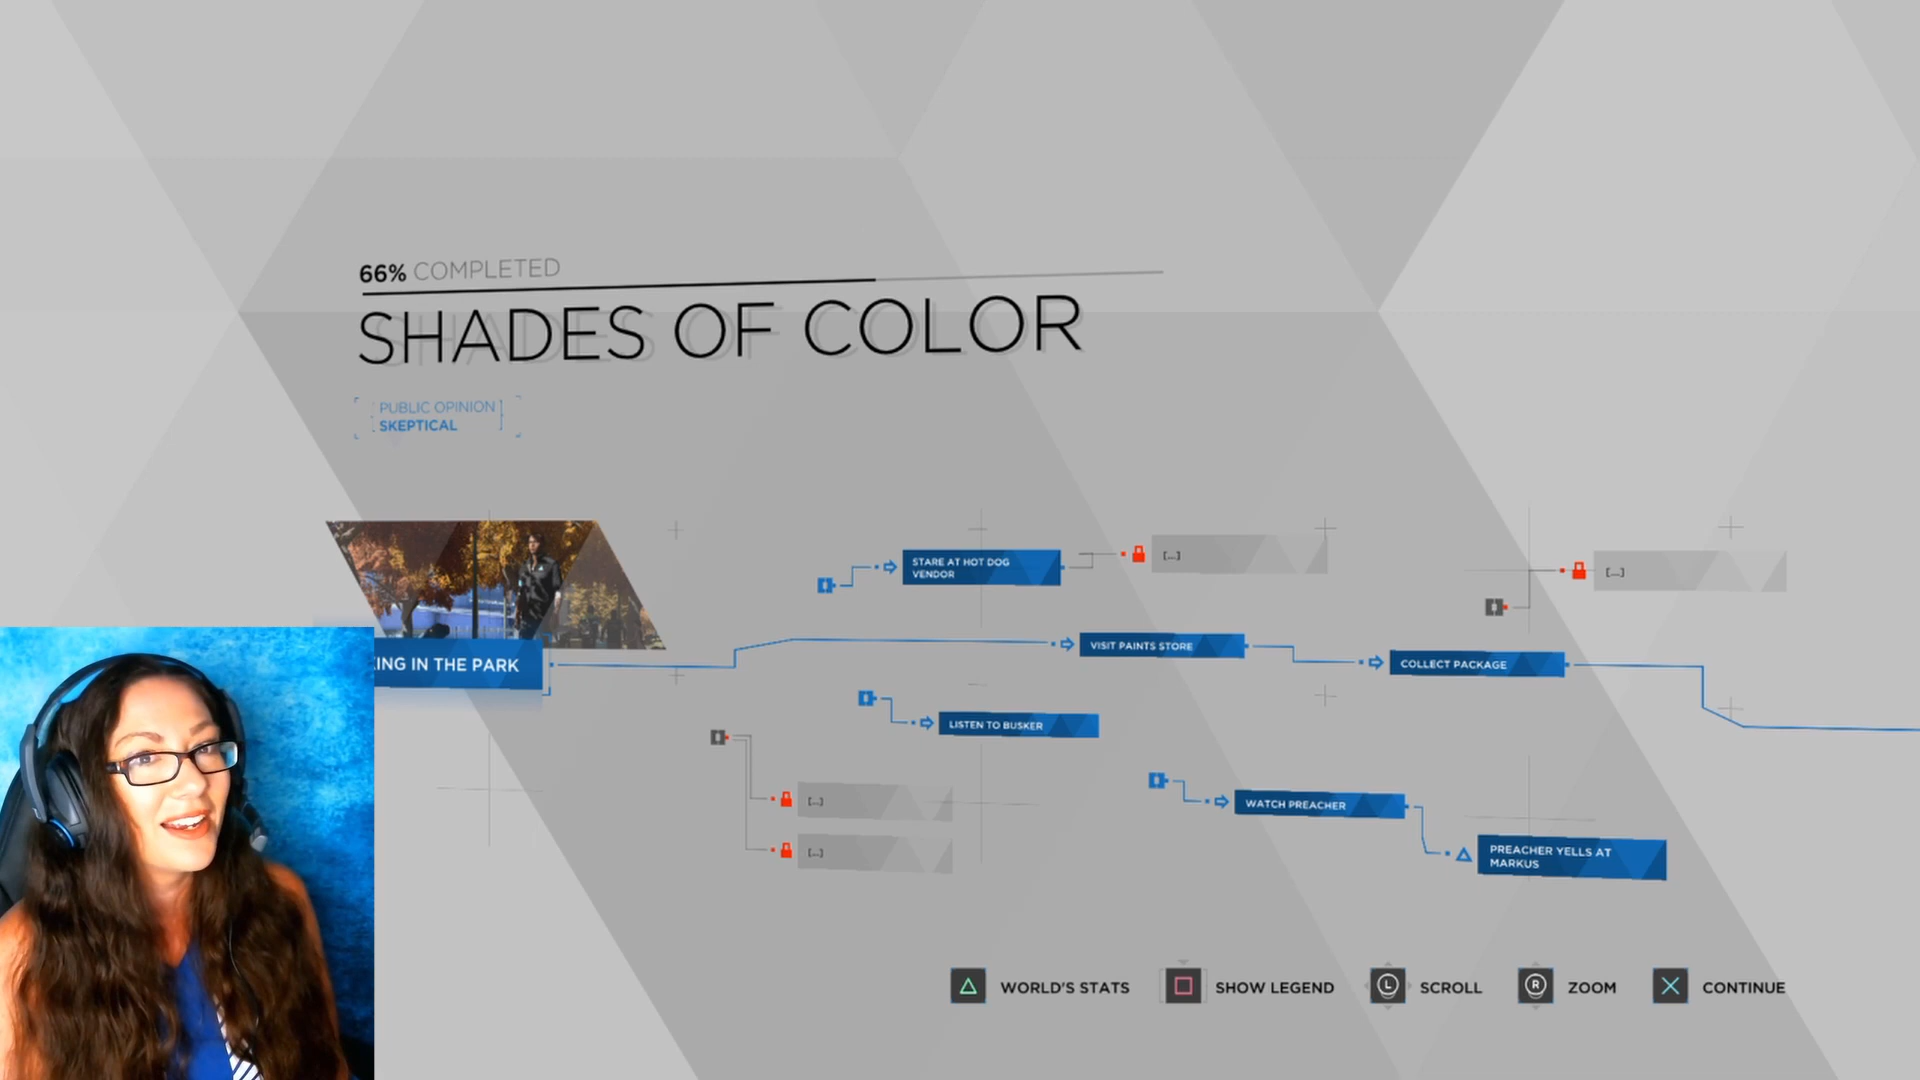 66% COMPLETED
SHADES OF COLOR
PUBLIC OPINION
SKEPTICAL
STARE AT HOT DOG
VENDOR
[...]
[...]
KING IN THE PARK
VISIT PAINTS STORE
COLLECT PACKAGE
LISTEN TO BUSKER
[...]
[...]
WATCH PREACHER
PREACHER YELLS AT
MARKUS
WORLD'S STATS
SHOW LEGEND
L
SCROLL
R
ZOOM
CONTINUE